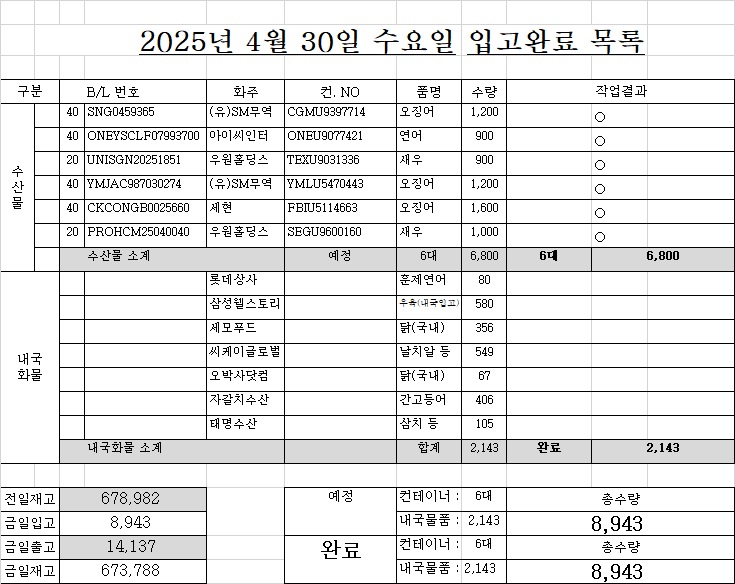 2025년 4월 30일 수요일 입고완료 목록
구분 B/L 번호 화주 컨. NO 품명 수량 작업결과
수산물
40 SNG0459365 (유)SM무역 CGMU9397714 오징어 1,200 ○
40 ONEYSCLF07993700 아이씨인터 ONEU9077421 연어 900 ○
20 UNISGN20251851 우원홀딩스 TEXU9031336 새우 900 ○
40 YMJAC987030274 (유)SM무역 YMLU5470443 오징어 1,200 ○
40 CKCONGB0025660 세현 FBIU5114663 오징어 1,600 ○
20 PROHCM25040040 우원홀딩스 SEGU9600160 새우 1,000 ○
수산물 소계 예정 6대 6,800 6대 6,800
내국화물
롯데상사 훈제연어 80
삼성웰스토리 우육(내국입고) 580
세모푸드 닭(국내) 356
씨케이글로벌 날치알 등 549
오박사닷컴 닭(국내) 67
자갈치수산 간고등어 406
태명수산 삼치 등 105
내국화물 소계 합계 2,143 완료 2,143
전일재고 678,982 예정 컨테이너 : 6대 총수량
금일입고 8,943 내국물품 : 2,143 8,943
금일출고 14,137 완료 컨테이너 : 6대 총수량
금일재고 673,788 내국물품: 2,143 8,943